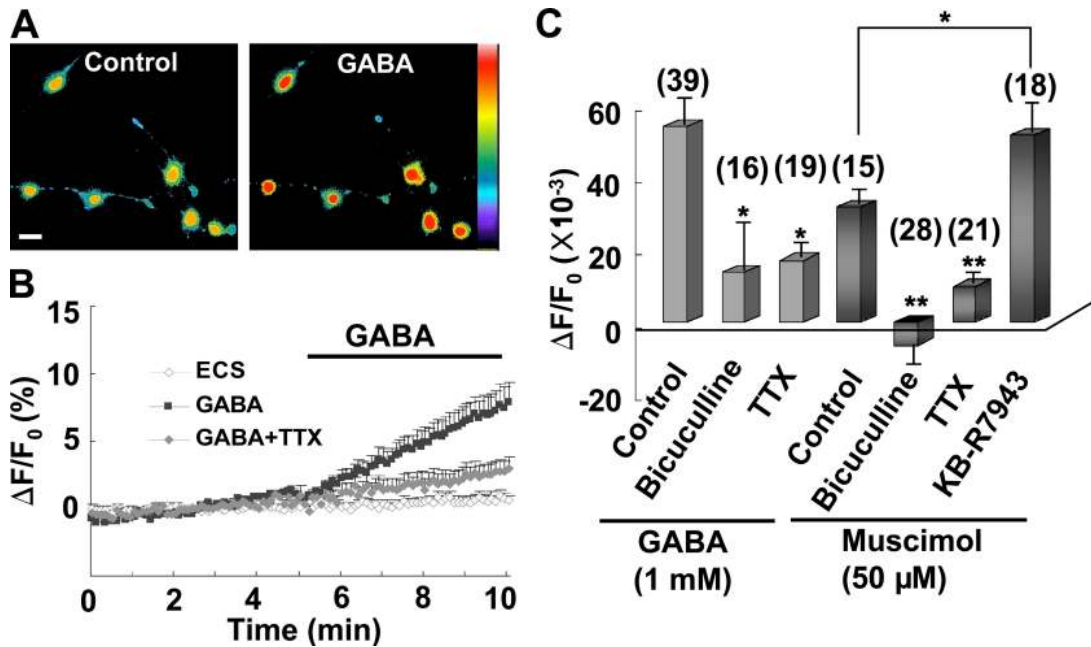 A
Control
GABA
B
ΔF/F0 (%)
15
10
5
0
GABA
ECS
GABA
GABA+TTX
0 2 4 6 8 10
Time (min)
C
*
(39)
(16)
(19)
(15)
(28)
(21)
(18)
*
*
**
**
ΔF/F0 (×10-3)
60
40
20
0
-20
Control
Bicuculline
TTX
Control
Bicuculline
TTX
KB-R7943
GABA
(1 mM)
Muscimol
(50 μM)